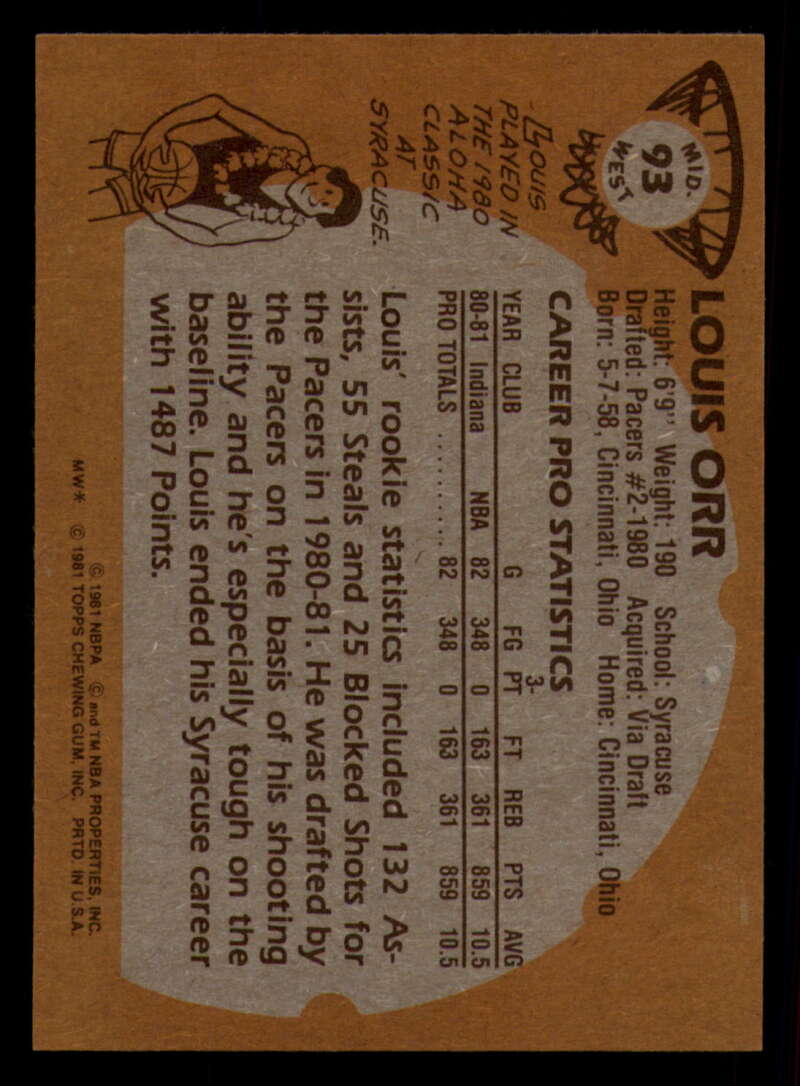 MID.
93
WEST
LOUIS ORR
Height: 6'9" Weight: 190 School: Syracuse
Drafted: Pacers #2-1980 Acquired: Via Draft
Born: 5-7-58, Cincinnati, Ohio Home: Cincinnati, Ohio
CAREER PRO STATISTICS
YEAR CLUB G FG 3-PT FT REB PTS AVG
80-81 Indiana NBA 82 348 0 163 361 859 10.5
PRO TOTALS ........... 82 348 0 163 361 859 10.5
Louis' rookie statistics included 132 As-
sists, 55 Steals and 25 Blocked Shots for
the Pacers in 1980-81. He was drafted by
the Pacers on the basis of his shooting
ability and he's especially tough on the
baseline. Louis ended his Syracuse career
with 1487 Points.
LOUIS
PLAYED IN
THE 1980
ALOHA
CLASSIC
AT
SYRACUSE.
© 1981 NBPA © and TM NBA PROPERTIES, INC.
MW* © 1981 TOPPS CHEWING GUM, INC. PRTD. IN U.S.A.